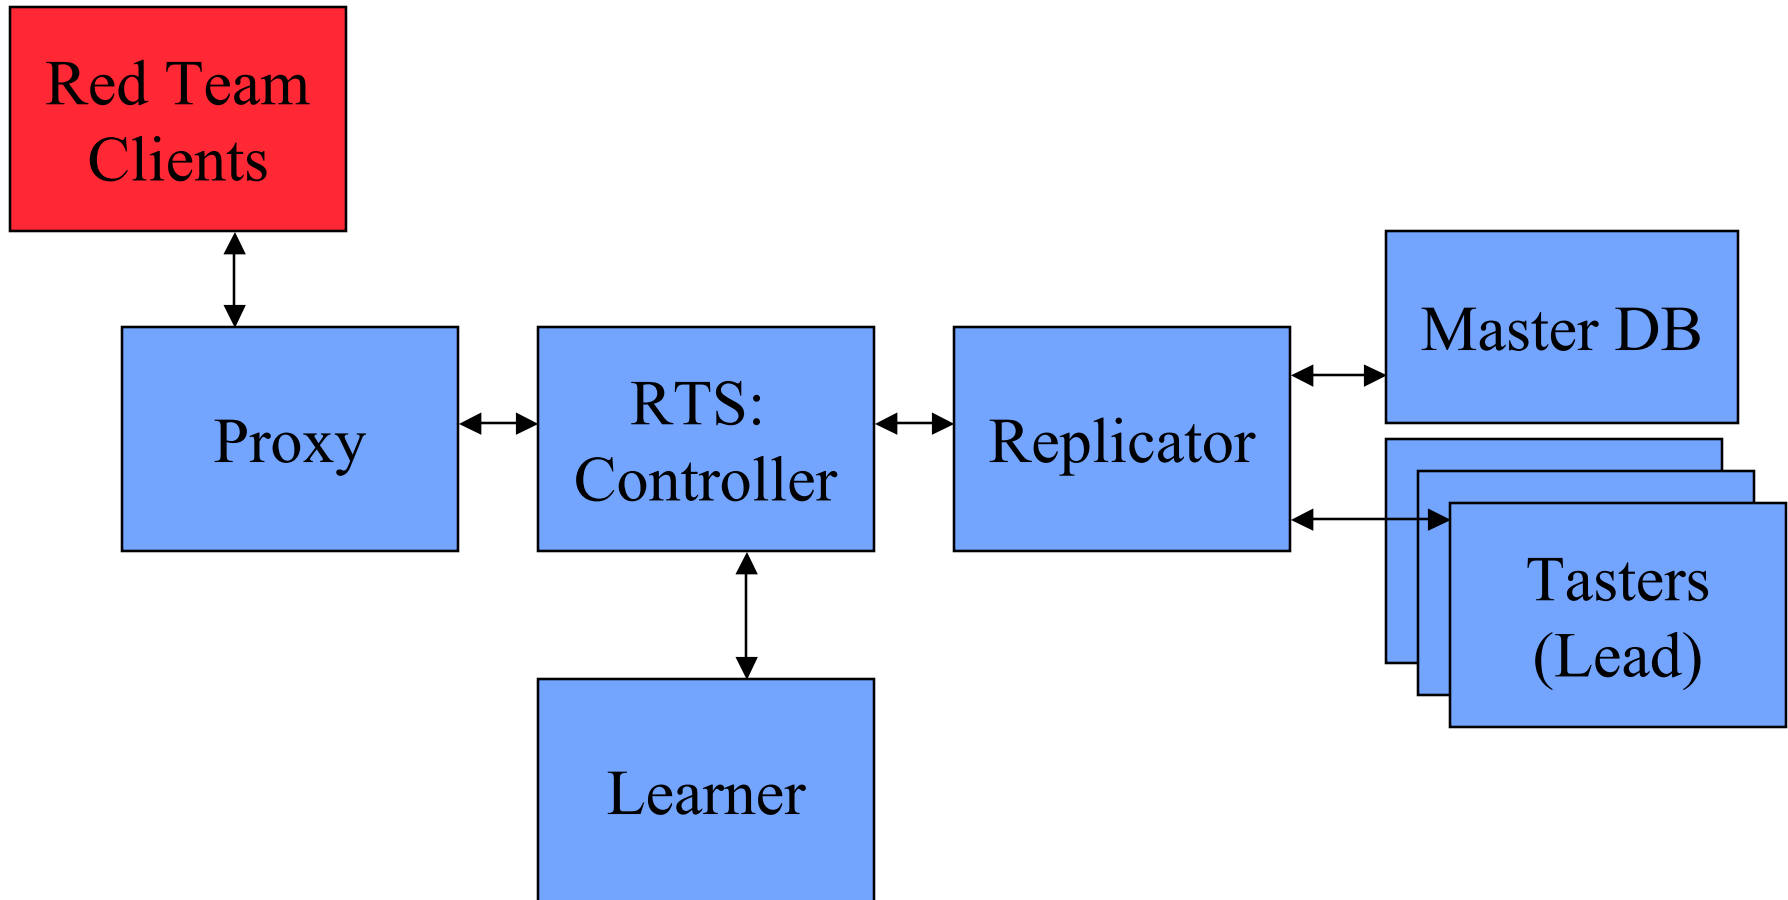 Red Team
Clients
Master DB
Proxy
RTS:
Controller
Replicator
Tasters
(Lead)
Learner